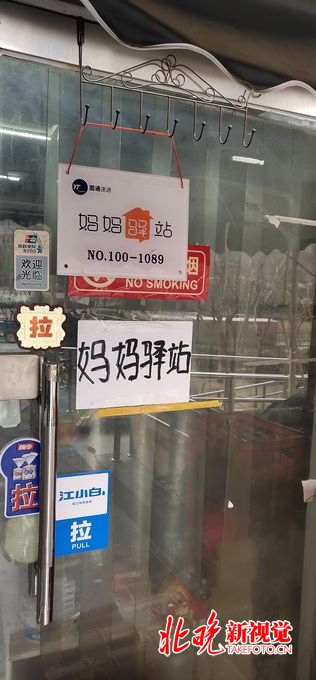 圆通速递
妈妈驿站
NO.100-1089
欢迎
光临
Welcome
烟
NO SMOKING
拉
妈妈驿站
拉
江小白
拉
PULL
北晚新视觉
TAKEFOTO.CN